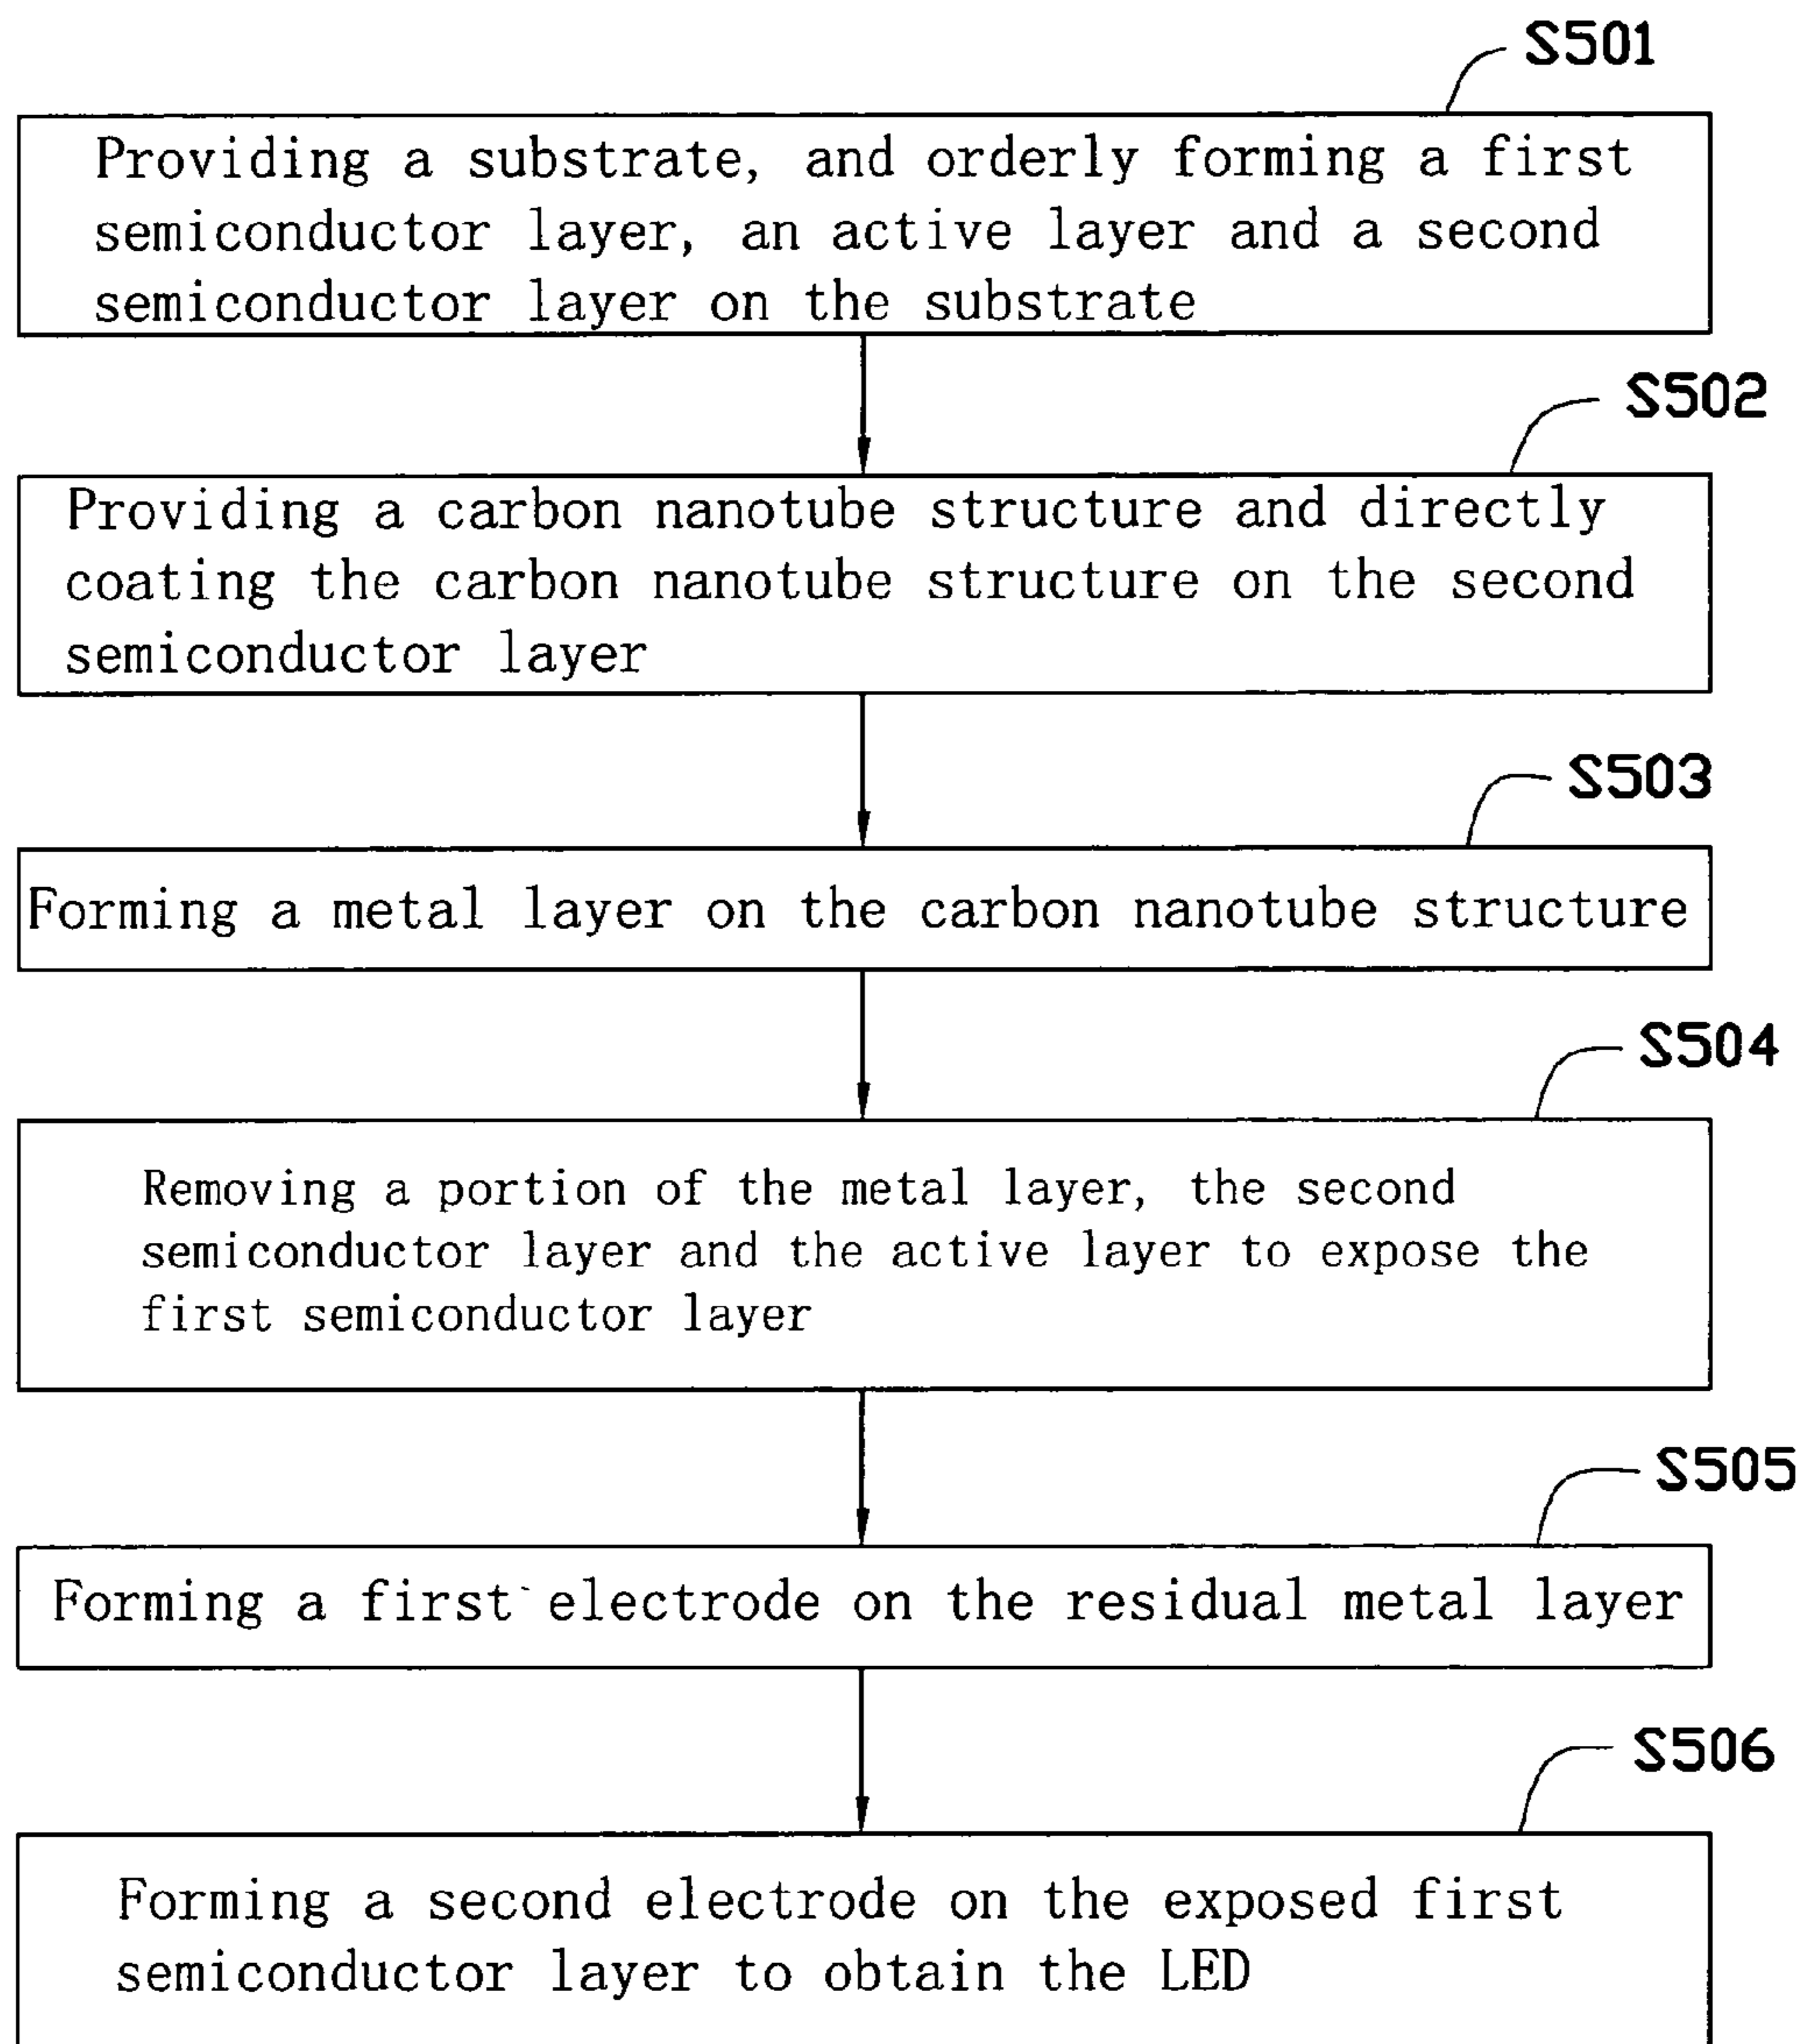 S501
Providing a substrate, and orderly forming a first
semiconductor layer, an active layer and a second
semiconductor layer on the substrate
S502
Providing a carbon nanotube structure and directly
coating the carbon nanotube structure on the second
semiconductor layer
S503
Forming a metal layer on the carbon nanotube structure
S504
Removing a portion of the metal layer, the second
semiconductor layer and the active layer to expose the
first semiconductor layer
S505
Forming a first electrode on the residual metal layer
S506
Forming a second electrode on the exposed first
semiconductor layer to obtain the LED